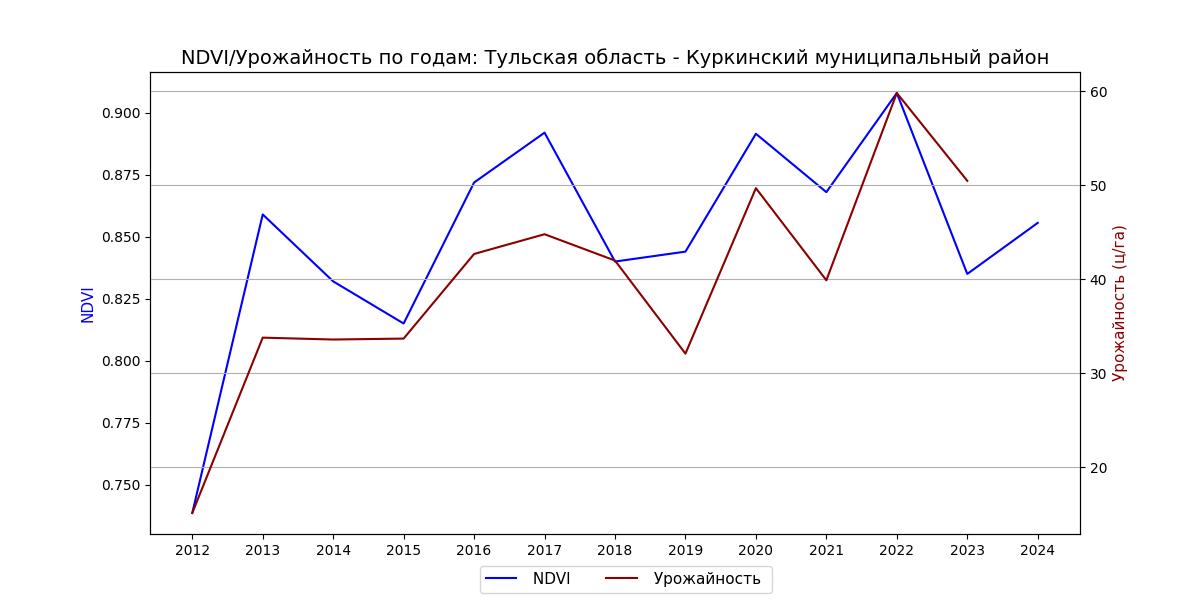 NDVI/Урожайность по годам: Тульская область - Куркинский муниципальный район
0.900
0.875
0.850
0.825
0.800
0.775
0.750
NDVI
60
50
40
30
20
Урожайность (ц/га)
2012 2013 2014 2015 2016 2017 2018 2019 2020 2021 2022 2023 2024
NDVI Урожайность